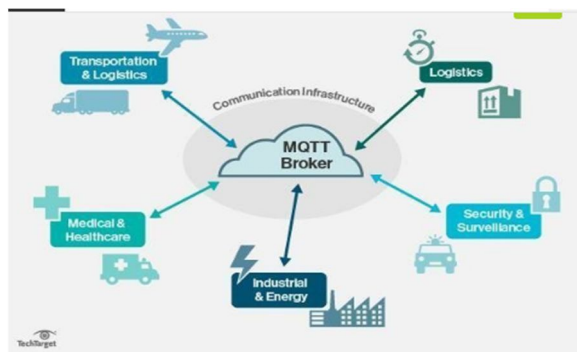 Transportation
& Logistics
Logistics
Communication Infrastructure
MQTT
Broker
Medical &
Healthcare
Security &
Surveillance
Industrial
& Energy
TechTarget